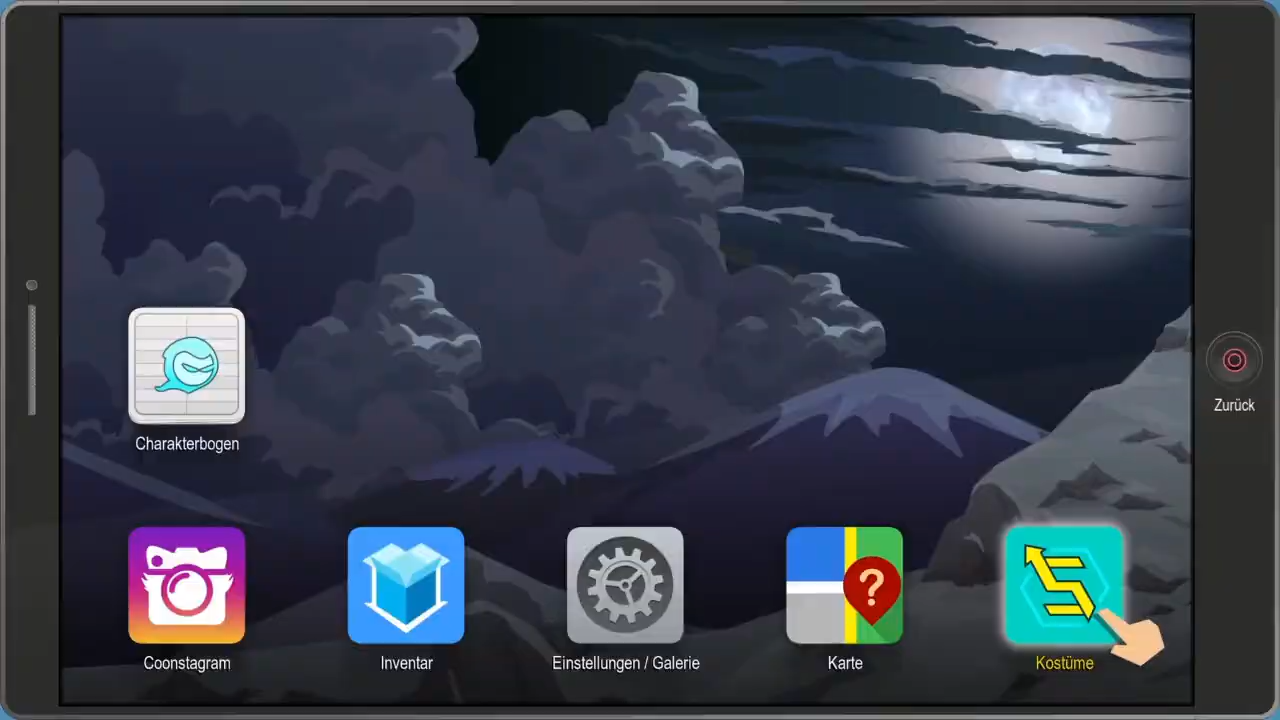 Charakterbogen
Zurück
Coonstagram
Inventar
Einstellungen / Galerie
?
Karte
Kostüme